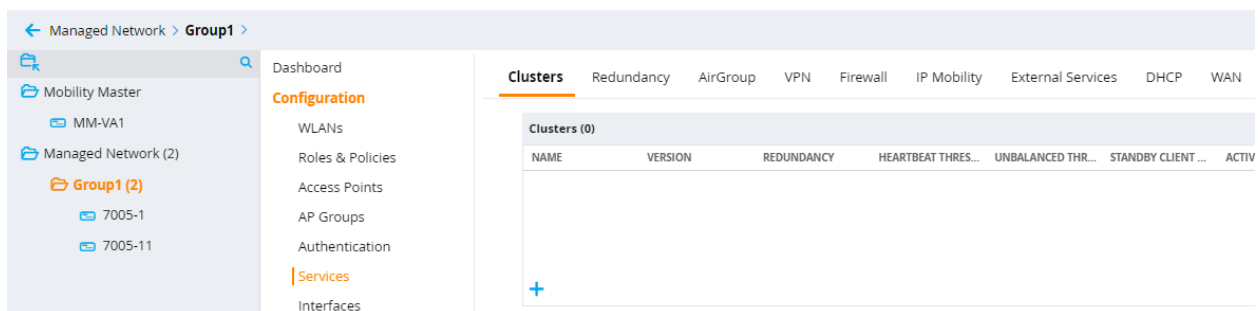 Managed Network > Group1 >
Mobility Master
MM-VA1
Managed Network (2)
Group1 (2)
7005-1
7005-11
Dashboard
Configuration
WLANs
Roles & Policies
Access Points
AP Groups
Authentication
Services
Interfaces
Clusters Redundancy AirGroup VPN Firewall IP Mobility External Services DHCP WAN
Clusters (0)
NAME VERSION REDUNDANCY HEARTBEAT THRES... UNBALANCED THR... STANDBY CLIENT ... ACTIV